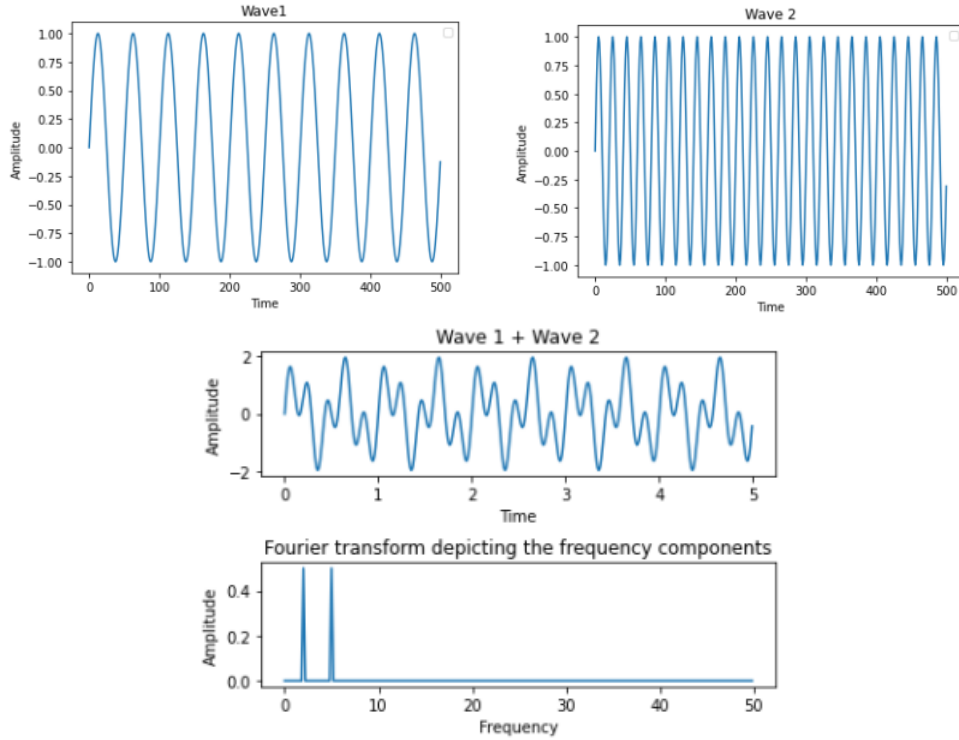 Wave1
1.00
0.75
0.50
0.25
0.00
−0.25
−0.50
−0.75
−1.00
Amplitude
0 100 200 300 400 500
Time
Wave 2
1.00
0.75
0.50
0.25
0.00
−0.25
−0.50
−0.75
−1.00
Amplitude
0 100 200 300 400 500
Time
Wave 1 + Wave 2
2
0
−2
Amplitude
0 1 2 3 4 5
Time
Fourier transform depicting the frequency components
0.4
0.2
0.0
Amplitude
0 10 20 30 40 50
Frequency